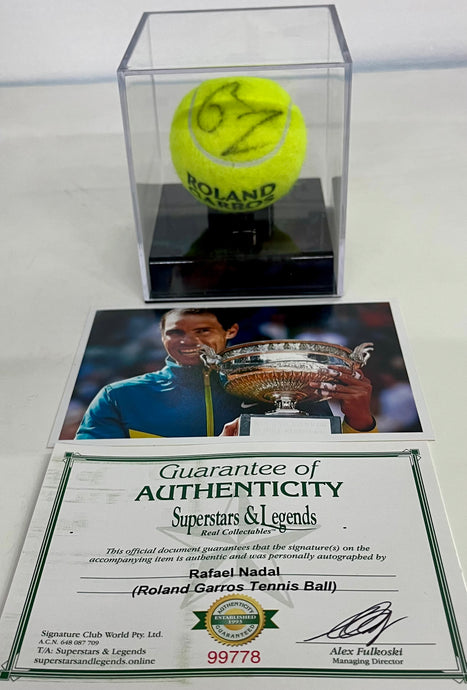 ROLAND
GARROS
Guarantee of
AUTHENTICITY
Superstars & Legends
Real Collectables™
This official document guarantees that the signature(s) on the
accompanying item is authentic and was personally autographed by
Rafael Nadal
(Roland Garros Tennis Ball)
AUTHENTICITY
ESTABLISHED
1993
GUARANTEED
99778
Signature Club World Pty. Ltd.
A.C.N. 648 087 709
T/A: Superstars & Legends
superstarsandlegends.online
Alex Fulkoski
Managing Director